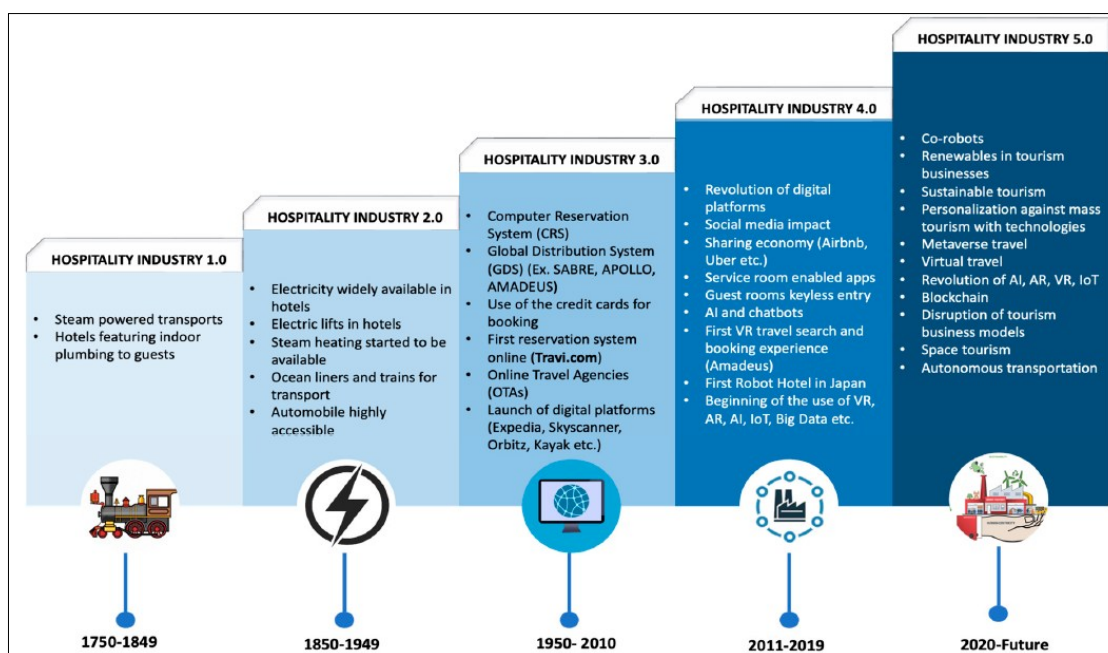 HOSPITALITY INDUSTRY 1.0
• Steam powered transports
• Hotels featuring indoor
plumbing to guests
1750-1849
HOSPITALITY INDUSTRY 2.0
• Electricity widely available in
hotels
• Electric lifts in hotels
• Steam heating started to be
available
• Ocean liners and trains for
transport
• Automobile highly
accessible
1850-1949
HOSPITALITY INDUSTRY 3.0
• Computer Reservation
System (CRS)
• Global Distribution System
(GDS) (Ex. SABRE, APOLLO,
AMADEUS)
• Use of the credit cards for
booking
• First reservation system
online (Travi.com)
• Online Travel Agencies
(OTAs)
• Launch of digital platforms
(Expedia, Skyscanner,
Orbitz, Kayak etc.)
1950- 2010
HOSPITALITY INDUSTRY 4.0
• Revolution of digital
platforms
• Social media impact
• Sharing economy (Airbnb,
Uber etc.)
• Service room enabled apps
• Guest rooms keyless entry
• AI and chatbots
• First VR travel search and
booking experience
(Amadeus)
• First Robot Hotel in Japan
• Beginning of the use of VR,
AR, AI, IoT, Big Data etc.
2011-2019
HOSPITALITY INDUSTRY 5.0
• Co-robots
• Renewables in tourism
businesses
• Sustainable tourism
• Personalization against mass
tourism with technologies
• Metaverse travel
• Virtual travel
• Revolution of AI, AR, VR, IoT
• Blockchain
• Disruption of tourism
business models
• Space tourism
• Autonomous transportation
2020-Future